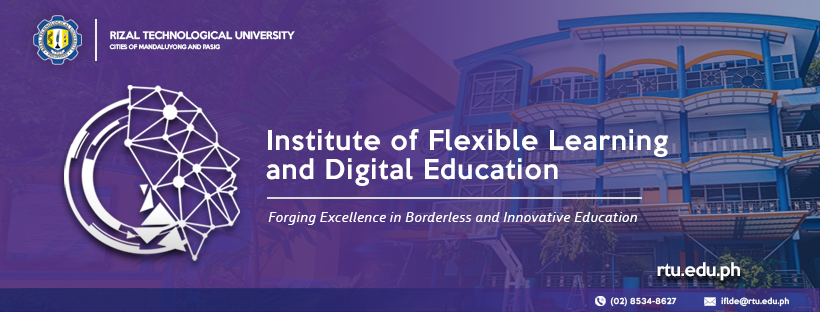 RIZAL TECHNOLOGICAL UNIVERSITY
CITIES OF MANDALUYONG AND PASIG
Institute of Flexible Learning
and Digital Education
Forging Excellence in Borderless and Innovative Education
rtu.edu.ph
(02) 8534-8627
iflde@rtu.edu.ph